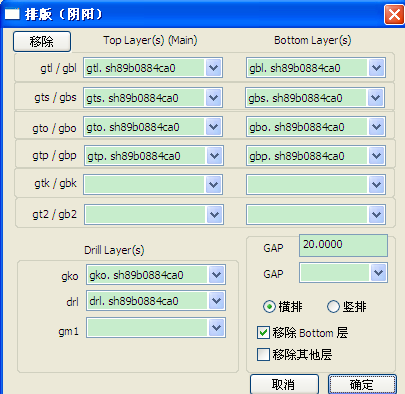 排版（阴阳）
移除 Top Layer(s) (Main) Bottom Layer(s)
gtl / gbl gtl. sh89b0884ca0 gbl. sh89b0884ca0
gts / gbs gts. sh89b0884ca0 gbs. sh89b0884ca0
gto / gbo gto. sh89b0884ca0 gbo. sh89b0884ca0
gtp / gbp gtp. sh89b0884ca0 gbp. sh89b0884ca0
gtk / gbk
gt2 / gb2
Drill Layer(s)
gko gko. sh89b0884ca0
drl drl. sh89b0884ca0
gm1
GAP 20.0000
GAP
横排 竖排
移除 Bottom 层
移除其他层
取消 确定